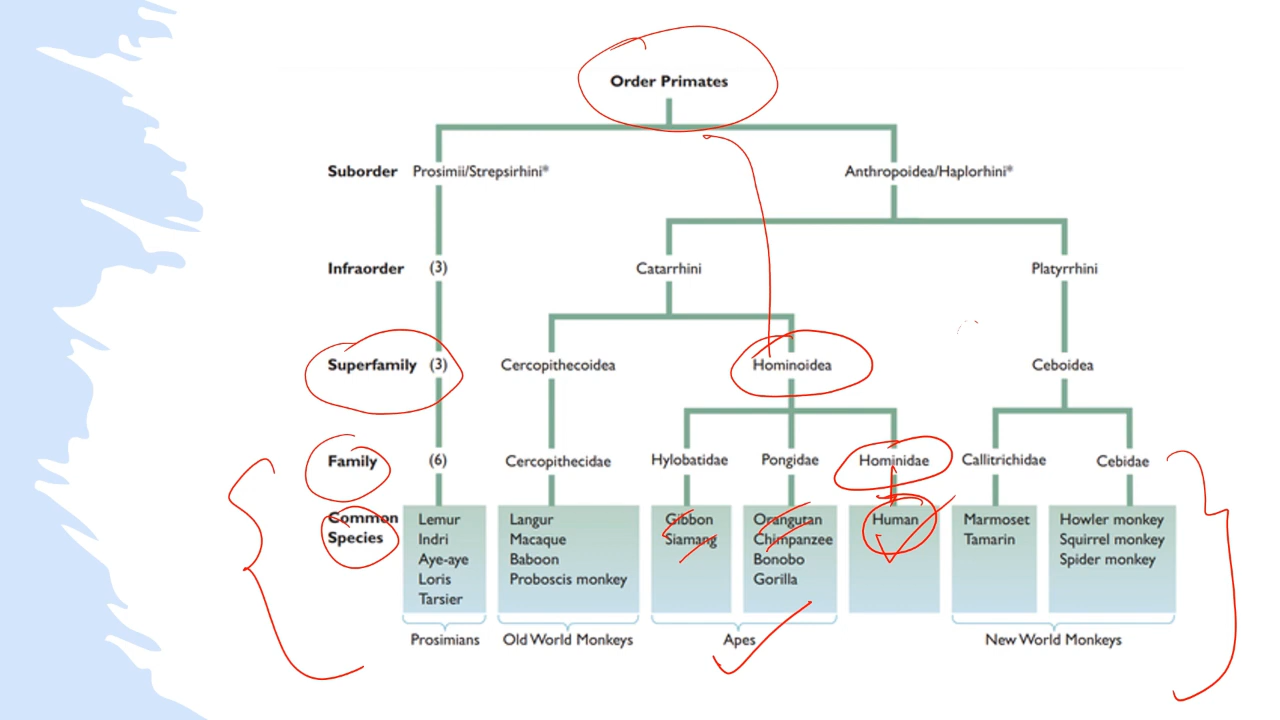 Order Primates
Suborder Prosimii/Strepsirhini* Anthropoidea/Haplorhini*
Infraorder (3) Catarrhini Platyrrhini
Superfamily (3) Cercopithecoidea Hominoidea Ceboidea
Family (6) Cercopithecidae Hylobatidae Pongidae Hominidae Callitrichidae Cebidae
Common Species
Lemur
Indri
Aye-aye
Loris
Tarsier
Langur
Macaque
Baboon
Proboscis monkey
Gibbon
Siamang
Orangutan
Chimpanzee
Bonobo
Gorilla
Human
Marmoset
Tamarin
Howler monkey
Squirrel monkey
Spider monkey
Prosimians Old World Monkeys Apes New World Monkeys